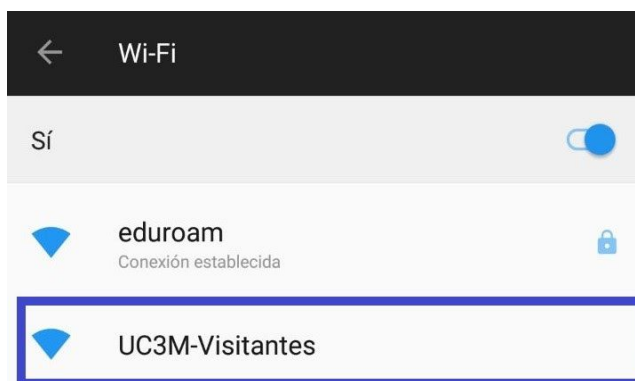 Wi-Fi
Sí
eduroam
Conexión establecida
UC3M-Visitantes